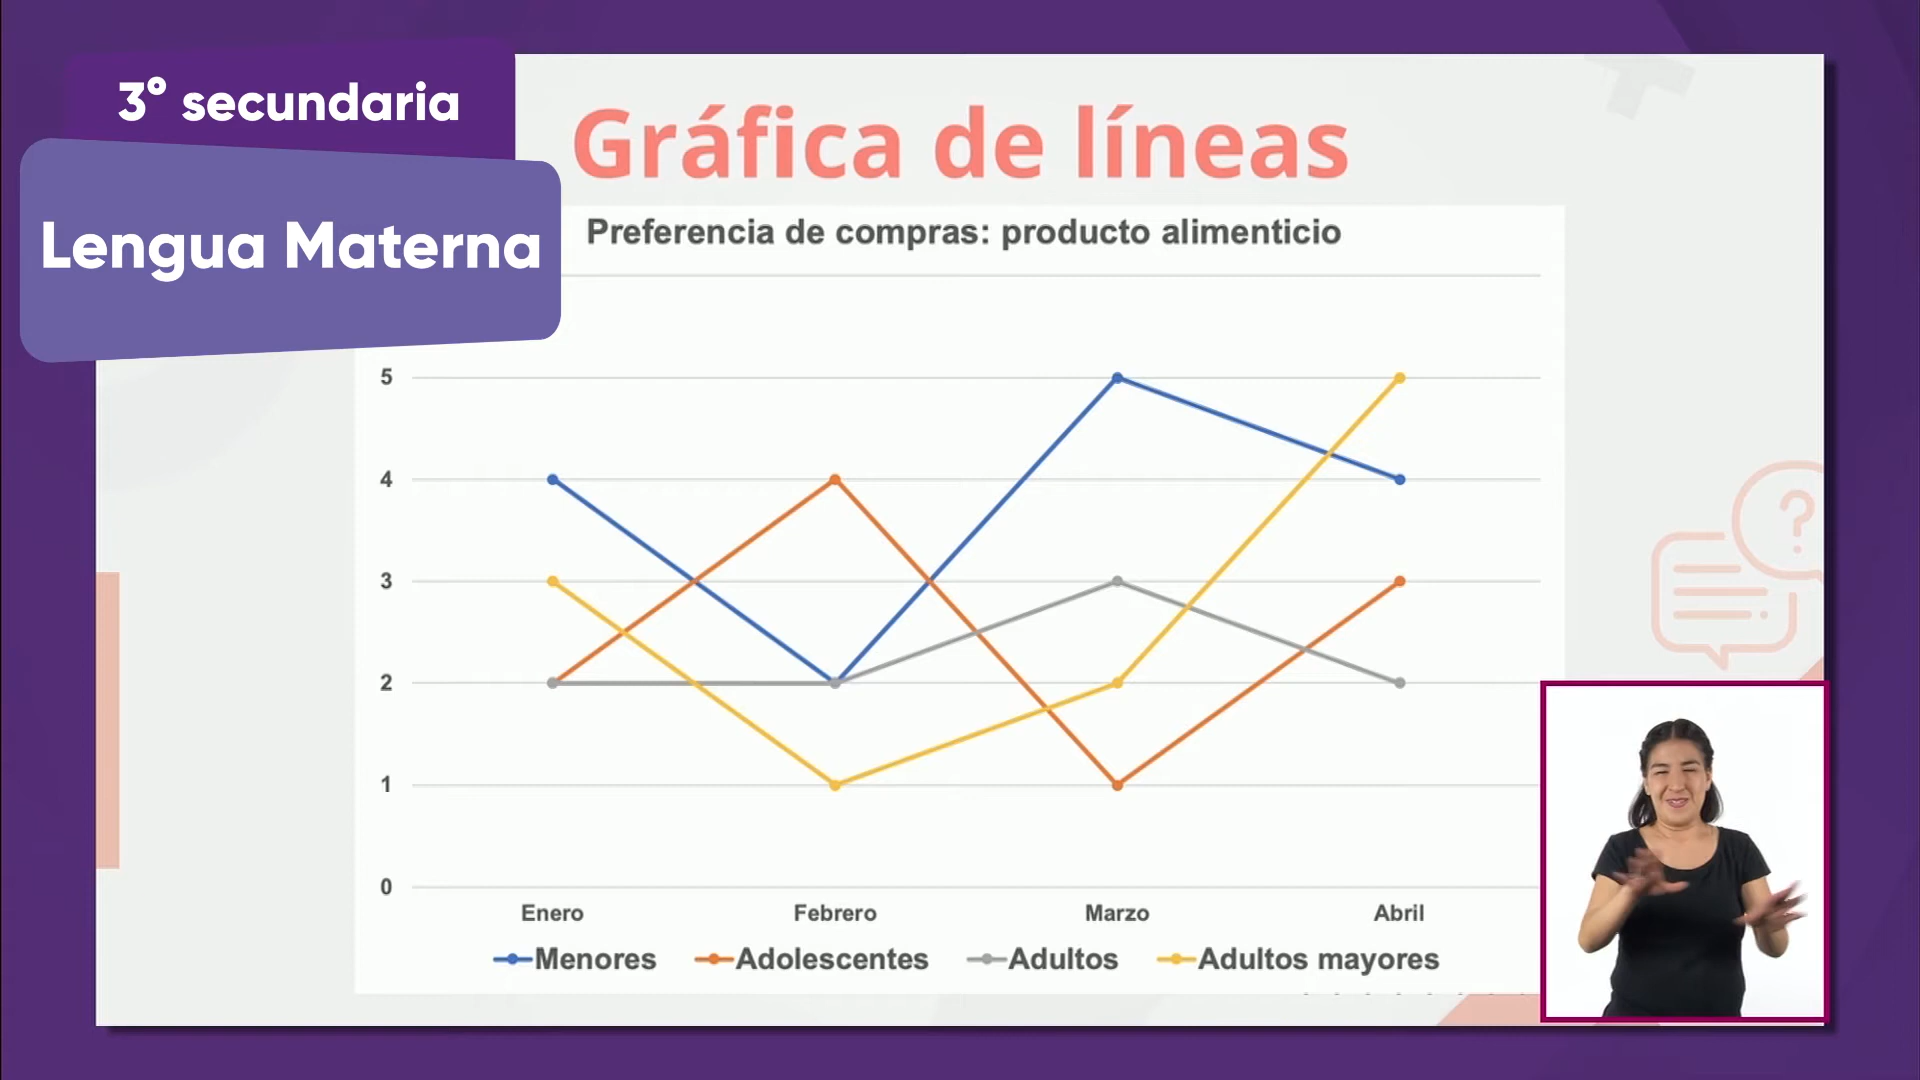 3° secundaria
Lengua Materna
Gráfica de líneas
Preferencia de compras: producto alimenticio
5
4
3
2
1
0
Enero Febrero Marzo Abril
Menores Adolescentes Adultos Adultos mayores
?